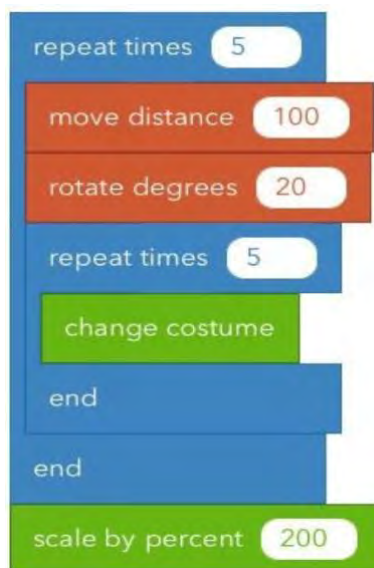 repeat times 5
move distance 100
rotate degrees 20
repeat times 5
change costume
end
end
scale by percent 200